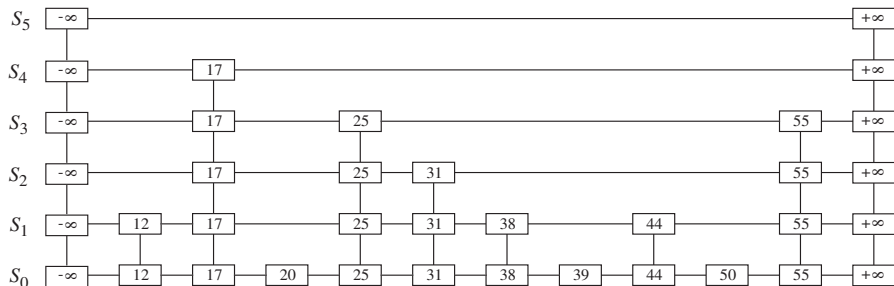 S5 -∞ +∞
S4 -∞ 17 +∞
S3 -∞ 17 25 55 +∞
S2 -∞ 17 25 31 55 +∞
S1 -∞ 12 17 25 31 38 44 55 +∞
S0 -∞ 12 17 20 25 31 38 39 44 50 55 +∞